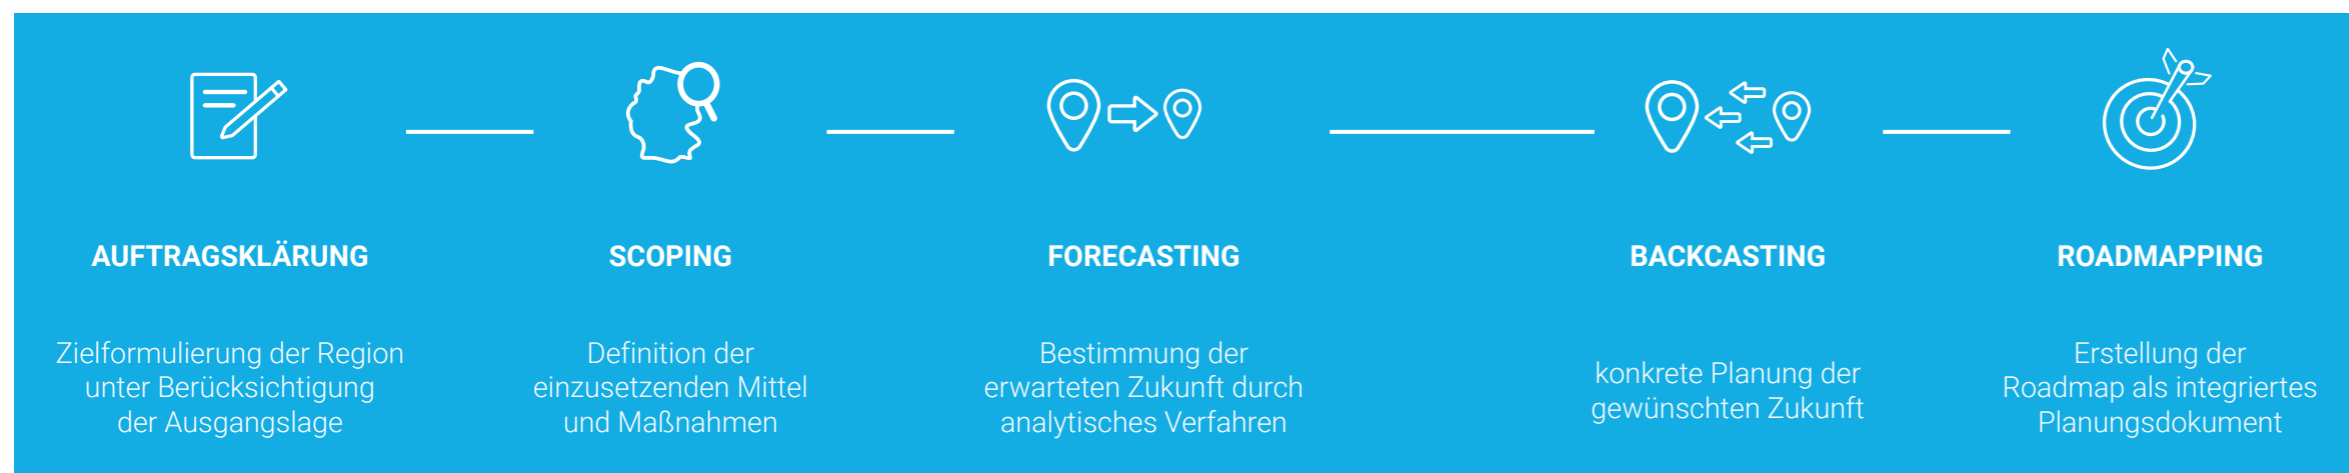 AUFTRAGSKLÄRUNG
Zielformulierung der Region
unter Berücksichtigung
der Ausgangslage
SCOPING
Definition der
einzusetzenden Mittel
und Maßnahmen
FORECASTING
Bestimmung der
erwarteten Zukunft durch
analytisches Verfahren
BACKCASTING
konkrete Planung der
gewünschten Zukunft
ROADMAPPING
Erstellung der
Roadmap als integriertes
Planungsdokument